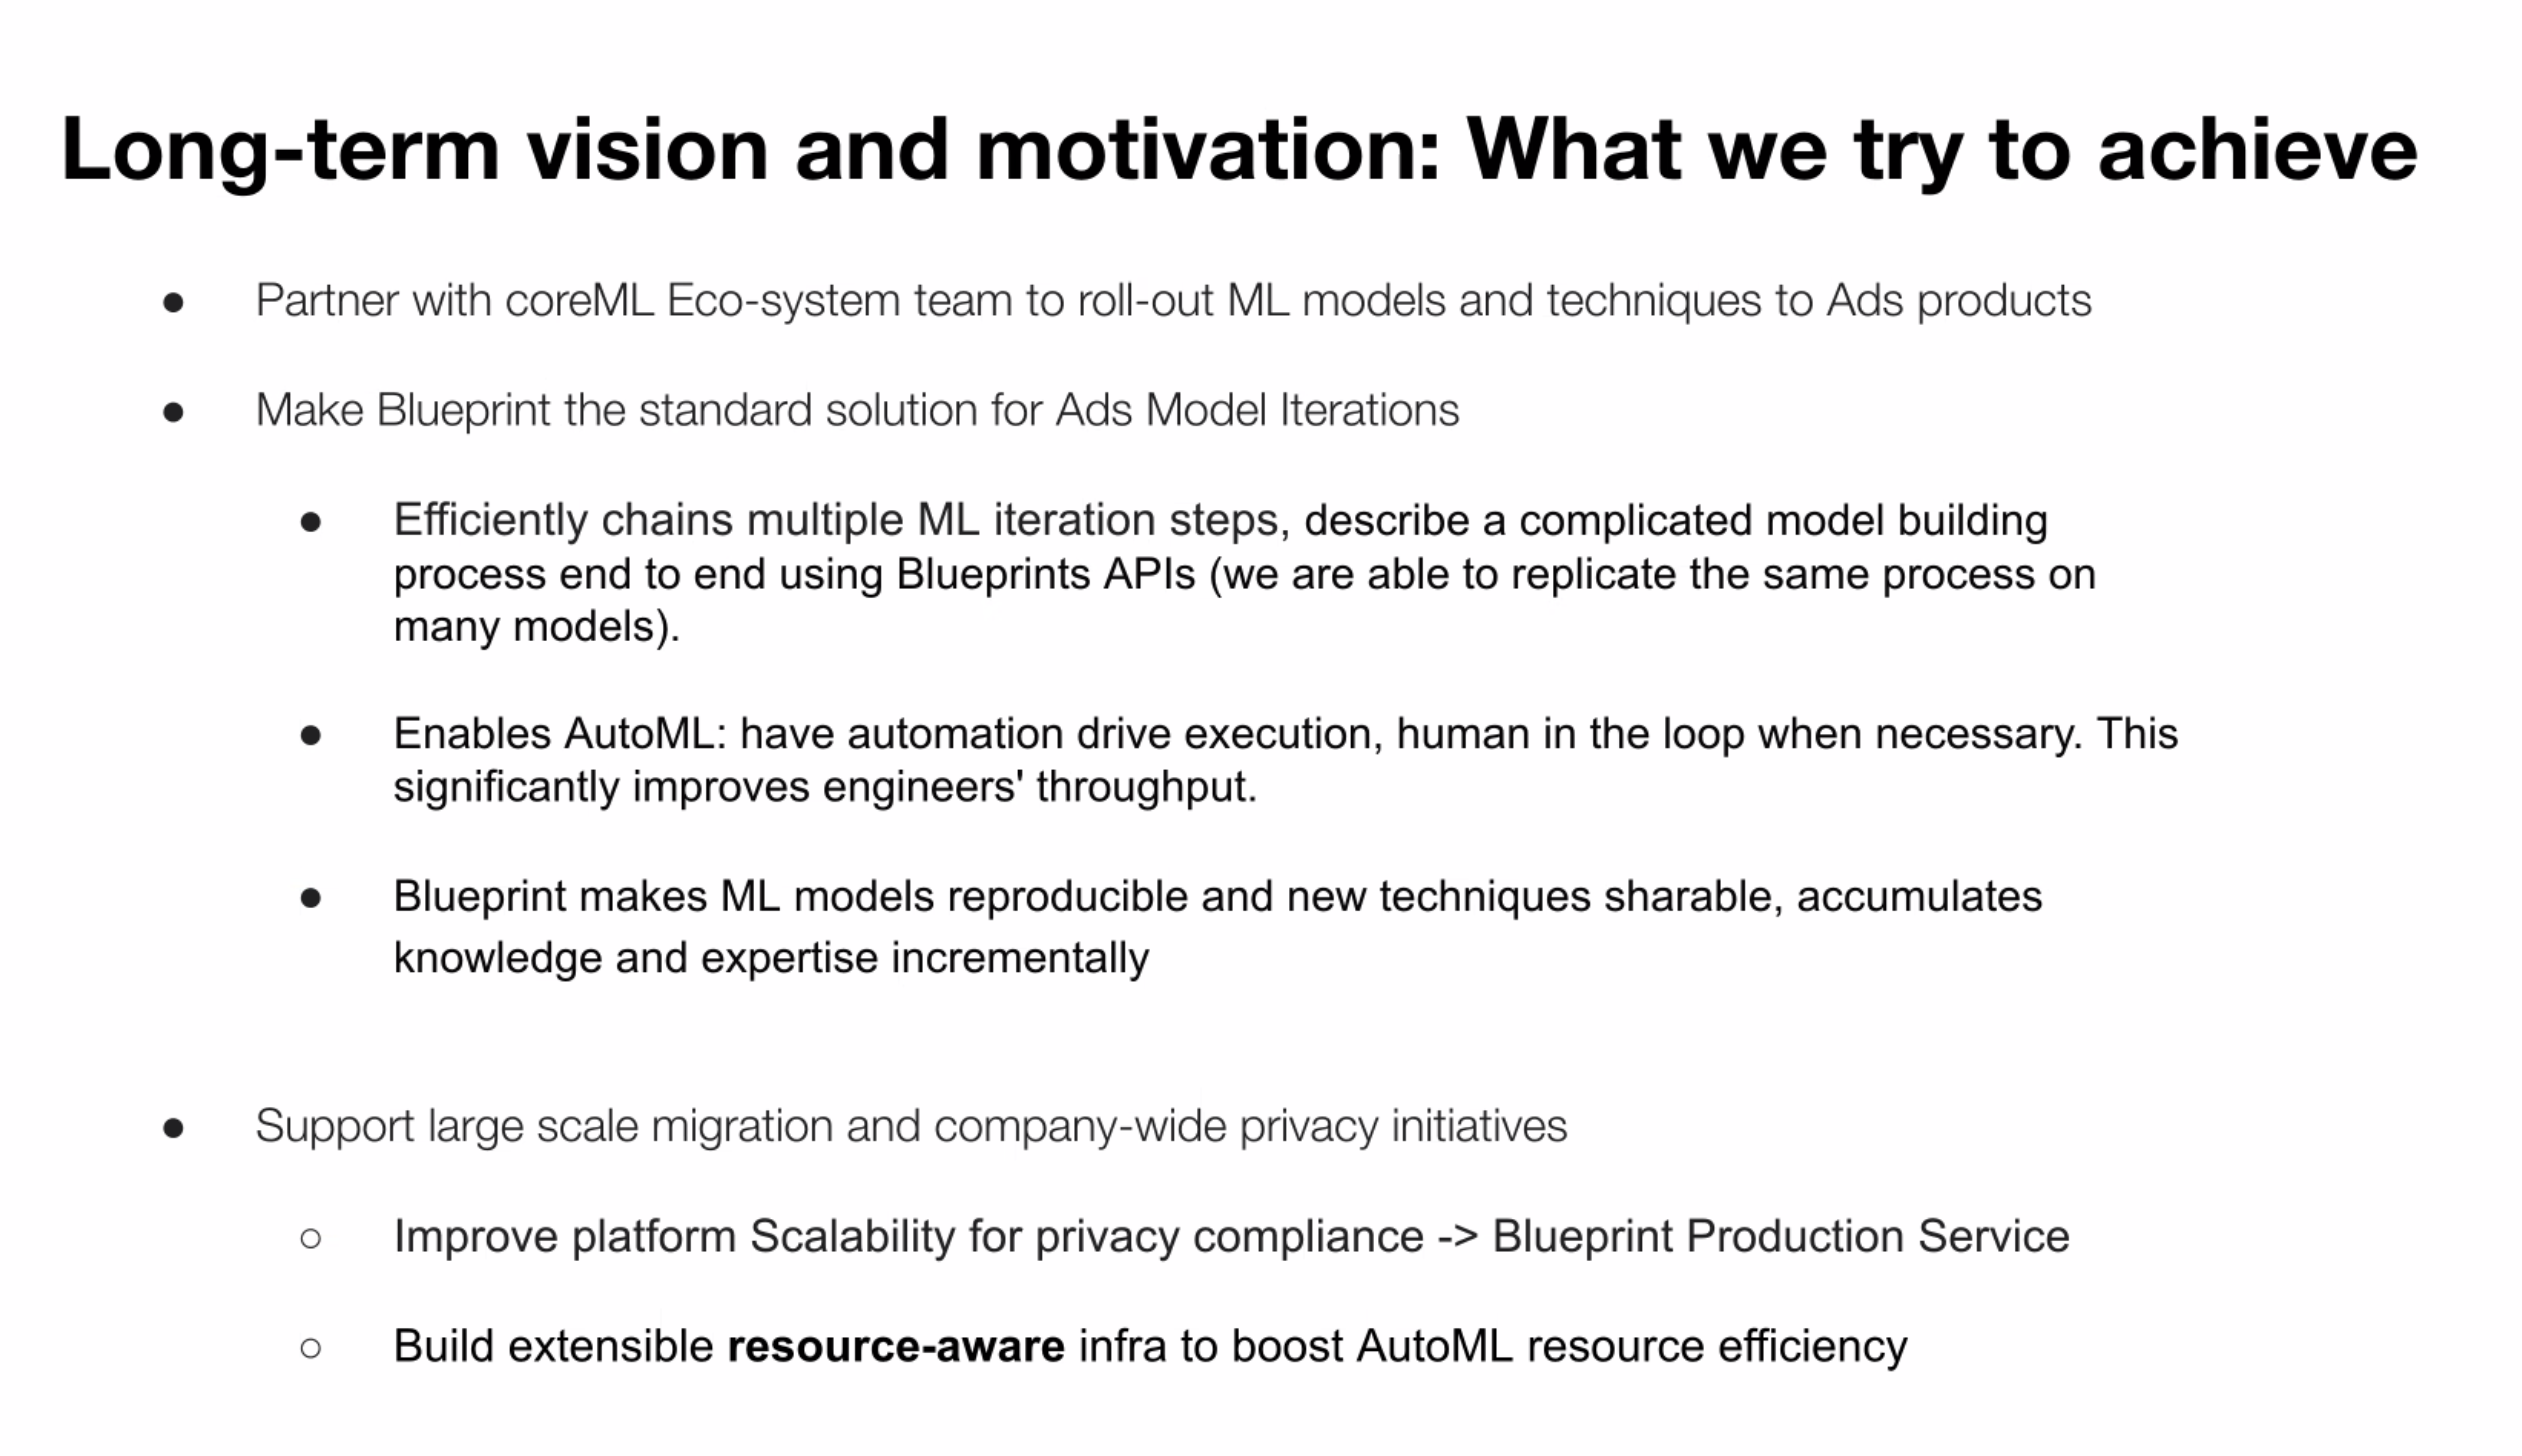 Long-term vision and motivation: What we try to achieve
● Partner with coreML Eco-system team to roll-out ML models and techniques to Ads products
● Make Blueprint the standard solution for Ads Model Iterations
● Efficiently chains multiple ML iteration steps, describe a complicated model building
process end to end using Blueprints APIs (we are able to replicate the same process on
many models).
● Enables AutoML: have automation drive execution, human in the loop when necessary. This
significantly improves engineers' throughput.
● Blueprint makes ML models reproducible and new techniques sharable, accumulates
knowledge and expertise incrementally
● Support large scale migration and company-wide privacy initiatives
○ Improve platform Scalability for privacy compliance -> Blueprint Production Service
○ Build extensible resource-aware infra to boost AutoML resource efficiency